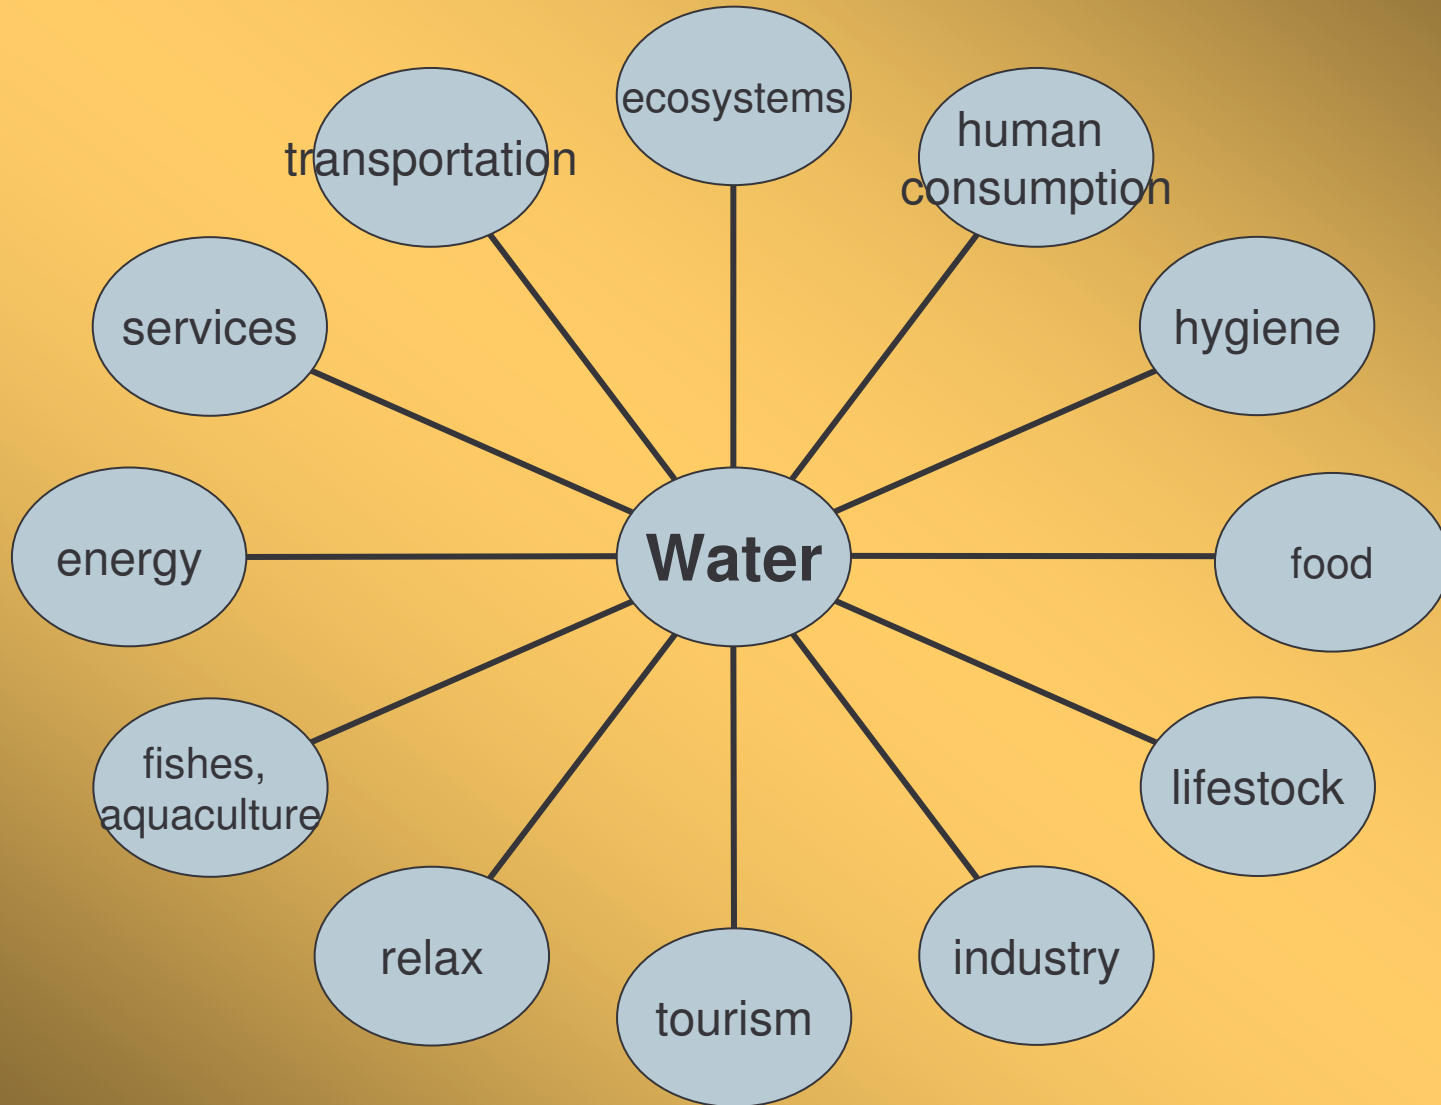 ecosystems
human
consumption
transportation
services
hygiene
Water
energy
food
fishes,
aquaculture
lifestock
relax
industry
tourism